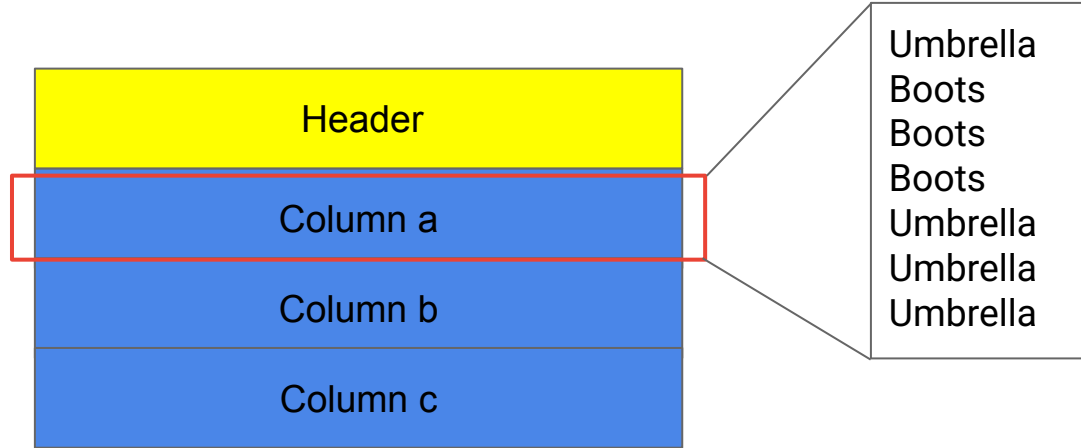 Header
Column a
Column b
Column c
Umbrella
Boots
Boots
Boots
Umbrella
Umbrella
Umbrella